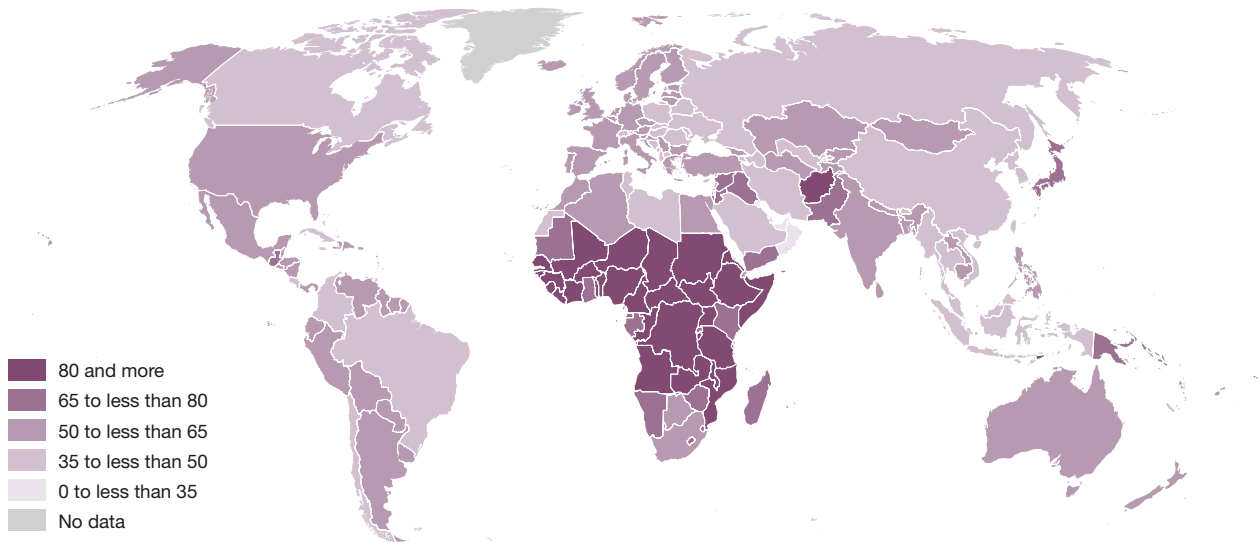 80 and more
65 to less than 80
50 to less than 65
35 to less than 50
0 to less than 35
No data